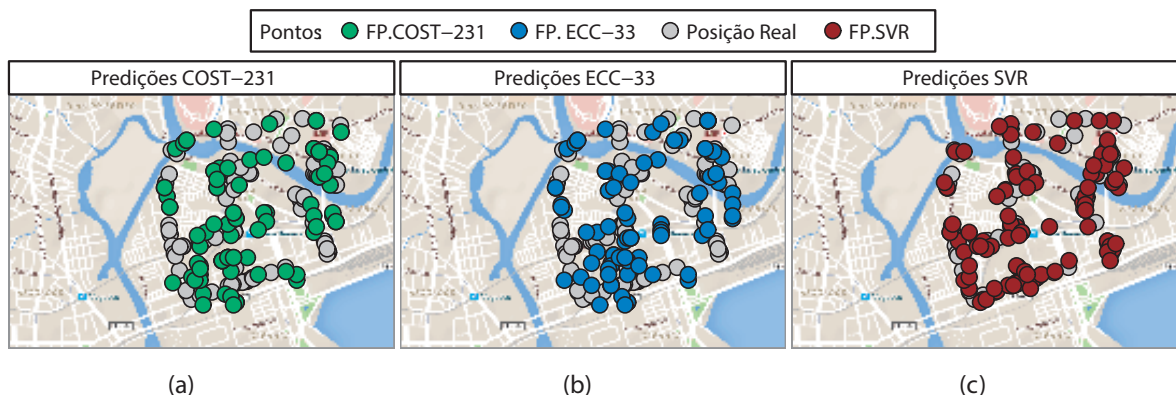 Pontos FP.COST−231 FP. ECC−33 Posição Real FP.SVR
Predições COST−231
Predições ECC−33
Predições SVR
(a)
(b)
(c)